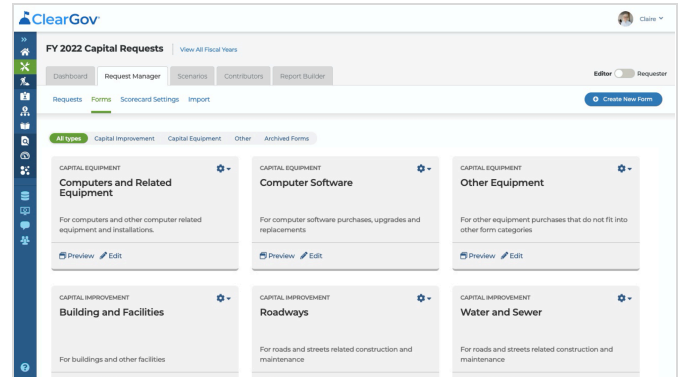 ClearGov
Claire
FY 2022 Capital Requests View All Fiscal Years
Dashboard Request Manager Scenarios Contributors Report Builder
Editor Requester
Requests Forms Scorecard Settings Import
Create New Form
All types Capital Improvement Capital Equipment Other Archived Forms
CAPITAL EQUIPMENT
Computers and Related
Equipment
For computers and other computer related
equipment and installations.
Preview Edit
CAPITAL EQUIPMENT
Computer Software
For computer software purchases, upgrades and
replacements
Preview Edit
CAPITAL EQUIPMENT
Other Equipment
For other equipment purchases that do not fit into
other form categories
Preview Edit
CAPITAL IMPROVEMENT
Building and Facilities
For buildings and other facilities
CAPITAL IMPROVEMENT
Roadways
For roads and streets related construction and
maintenance
CAPITAL IMPROVEMENT
Water and Sewer
For roads and streets related construction and
maintenance